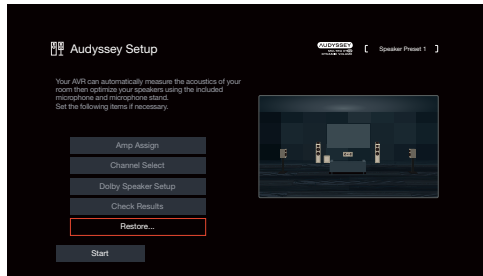 Audyssey Setup
AUDYSSEY
[ Speaker Preset 1 ]
Your AVR can automatically measure the acoustics of your
room then optimize your speakers using the included
microphone and microphone stand.
Set the following items if necessary.
Amp Assign
Channel Select
Dolby Speaker Setup
Check Results
Restore...
Start